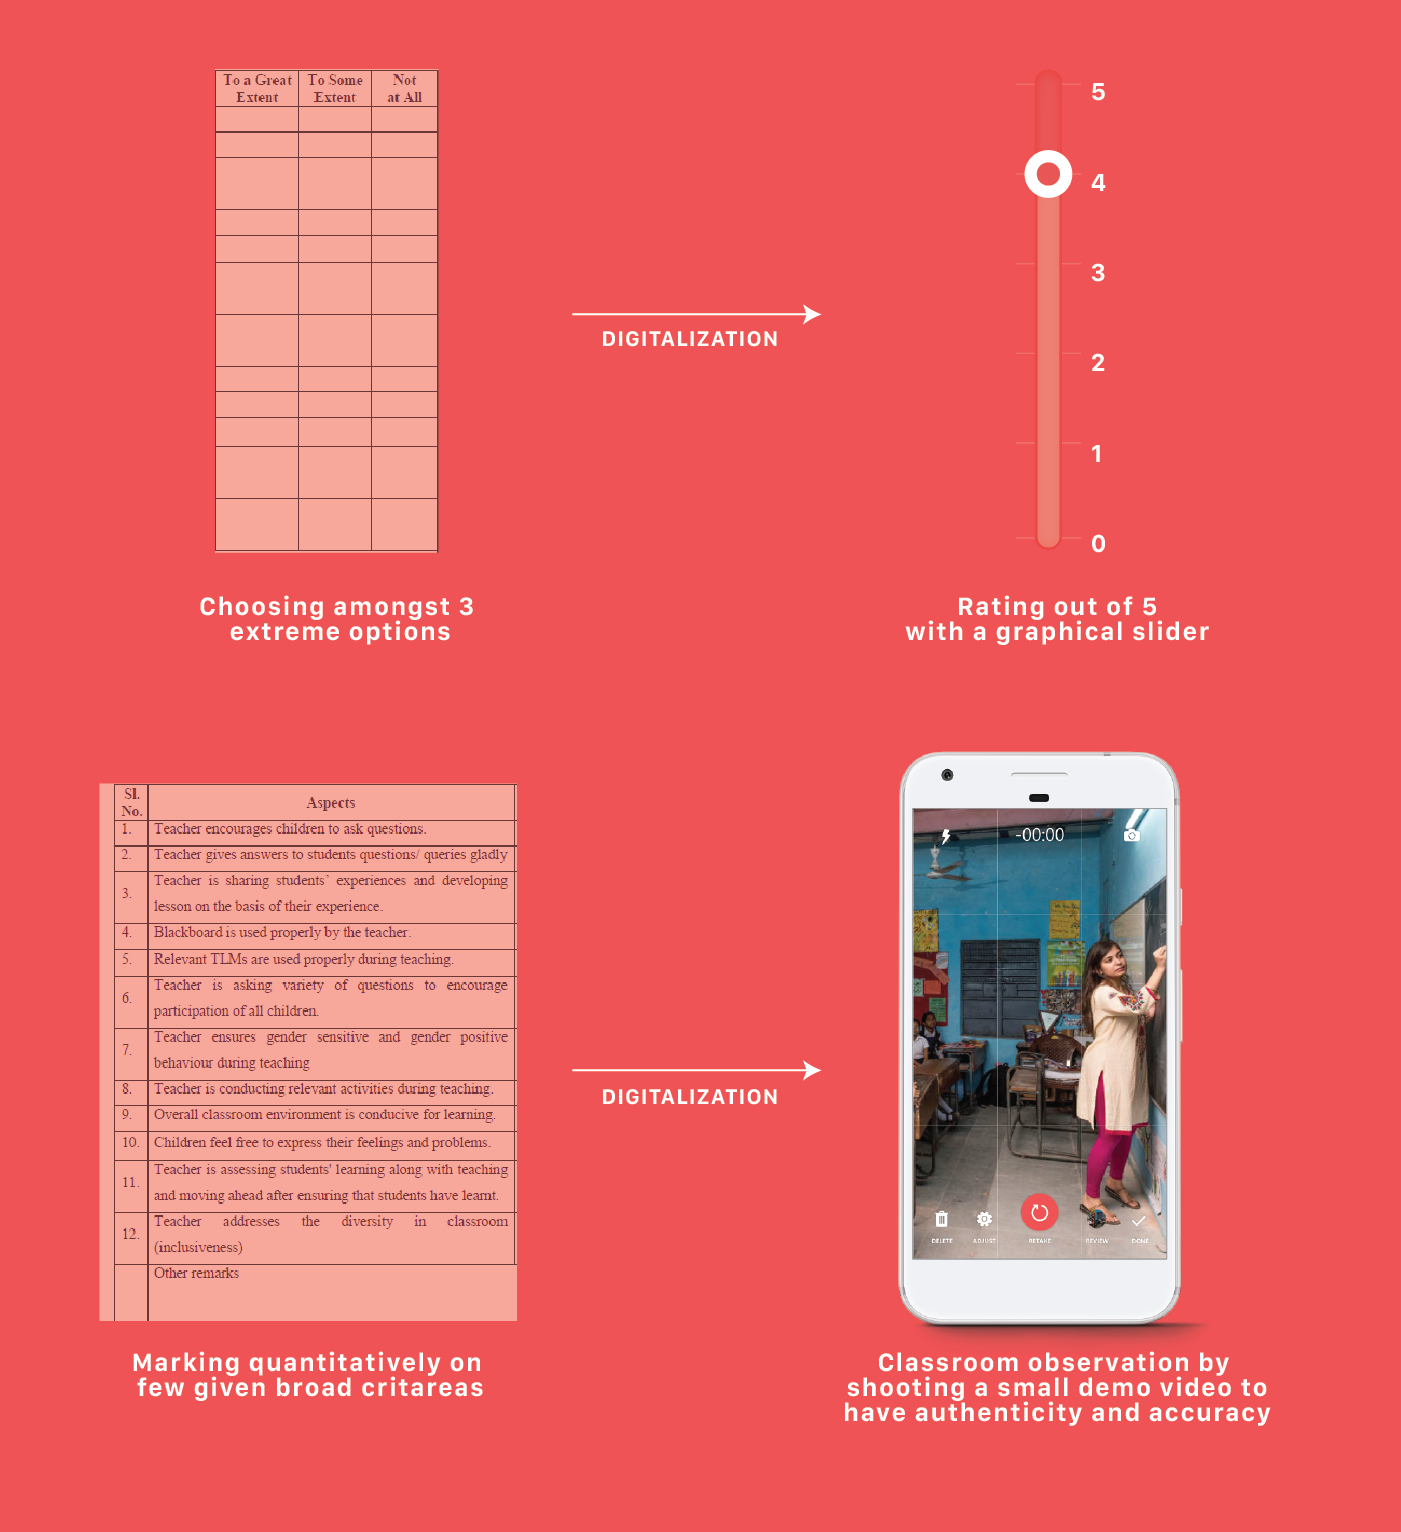 To a Great Extent
To Some Extent
Not at All
5
4
3
2
1
0
DIGITALIZATION
Choosing amongst 3
extreme options
Rating out of 5
with a graphical slider
Sl. No.
Aspects
1. Teacher encourages children to ask questions.
2. Teacher gives answers to students questions/ queries gladly
3. Teacher is sharing students` experiences and developing
lesson on the basis of their experience.
4. Blackboard is used properly by the teacher.
5. Relevant TLMs are used properly during teaching.
6. Teacher is asking variety of questions to encourage
participation of all children.
7. Teacher ensures gender sensitive and gender positive
behaviour during teaching
8. Teacher is conducting relevant activities during teaching.
9. Overall classroom environment is conducive for learning.
10. Children feel free to express their feelings and problems.
11. Teacher is assessing students' learning along with teaching
and moving ahead after ensuring that students have learnt.
12. Teacher addresses the diversity in classroom
(inclusiveness)
Other remarks
DIGITALIZATION
-00:00
DELETE
ADJUST
RETAKE
REVIEW
DONE
Marking quantitatively on
few given broad critareas
Classroom observation by
shooting a small demo video to
have authenticity and accuracy